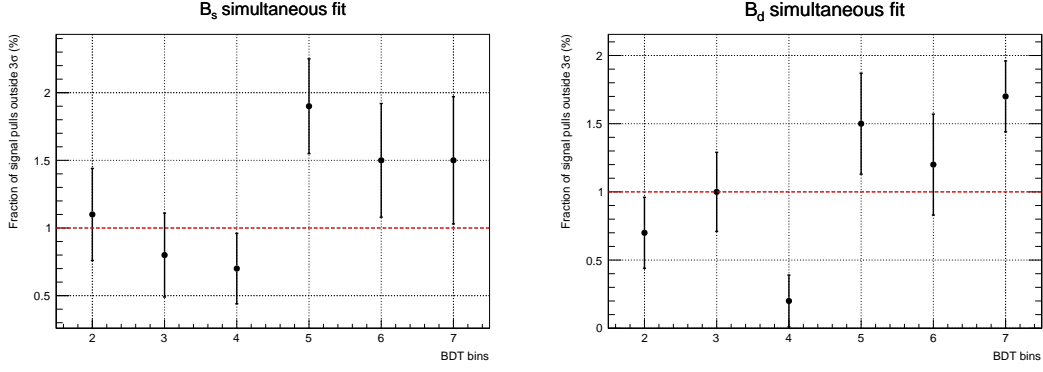 B_s simultaneous fit
Fraction of signal pulls outside 3σ (%)
2
1.5
1
0.5
2 3 4 5 6 7
BDT bins
B_d simultaneous fit
Fraction of signal pulls outside 3σ (%)
2
1.5
1
0.5
0
2 3 4 5 6 7
BDT bins